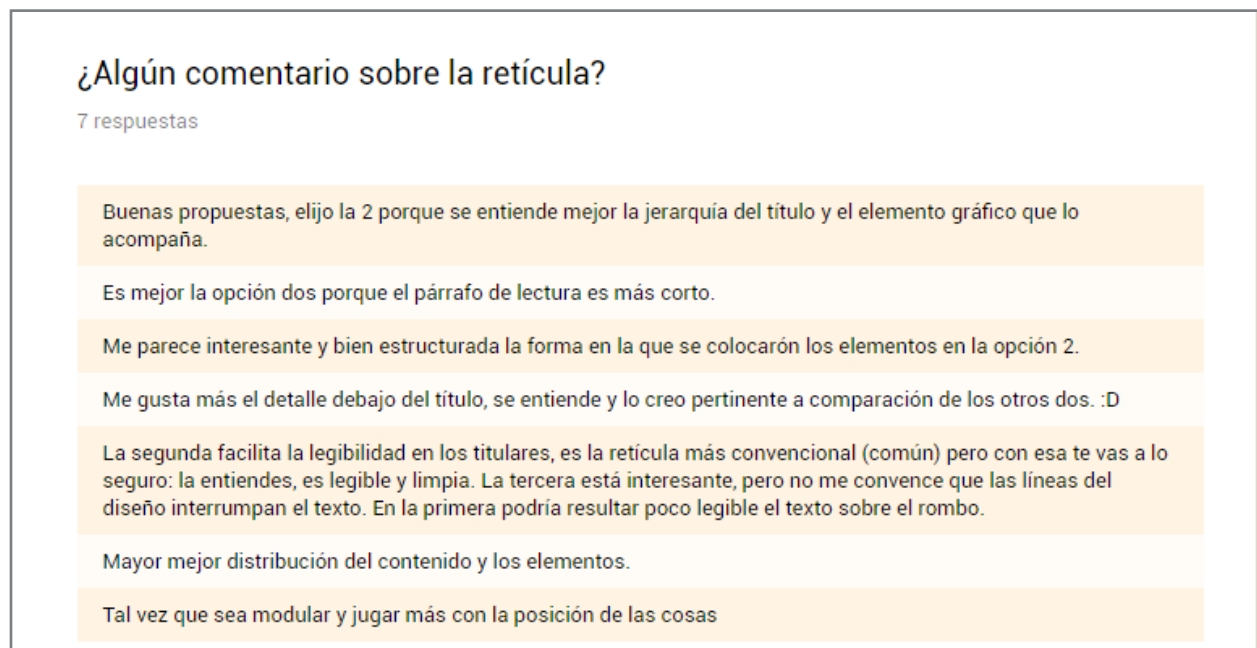 ¿Algún comentario sobre la retícula?
7 respuestas
Buenas propuestas, elijo la 2 porque se entiende mejor la jerarquía del título y el elemento gráfico que lo
acompaña.
Es mejor la opción dos porque el párrafo de lectura es más corto.
Me parece interesante y bien estructurada la forma en la que se colocarón los elementos en la opción 2.
Me gusta más el detalle debajo del título, se entiende y lo creo pertinente a comparación de los otros dos. :D
La segunda facilita la legibilidad en los titulares, es la retícula más convencional (común) pero con esa te vas a lo
seguro: la entiendes, es legible y limpia. La tercera está interesante, pero no me convence que las líneas del
diseño interrumpan el texto. En la primera podría resultar poco legible el texto sobre el rombo.
Mayor mejor distribución del contenido y los elementos.
Tal vez que sea modular y jugar más con la posición de las cosas